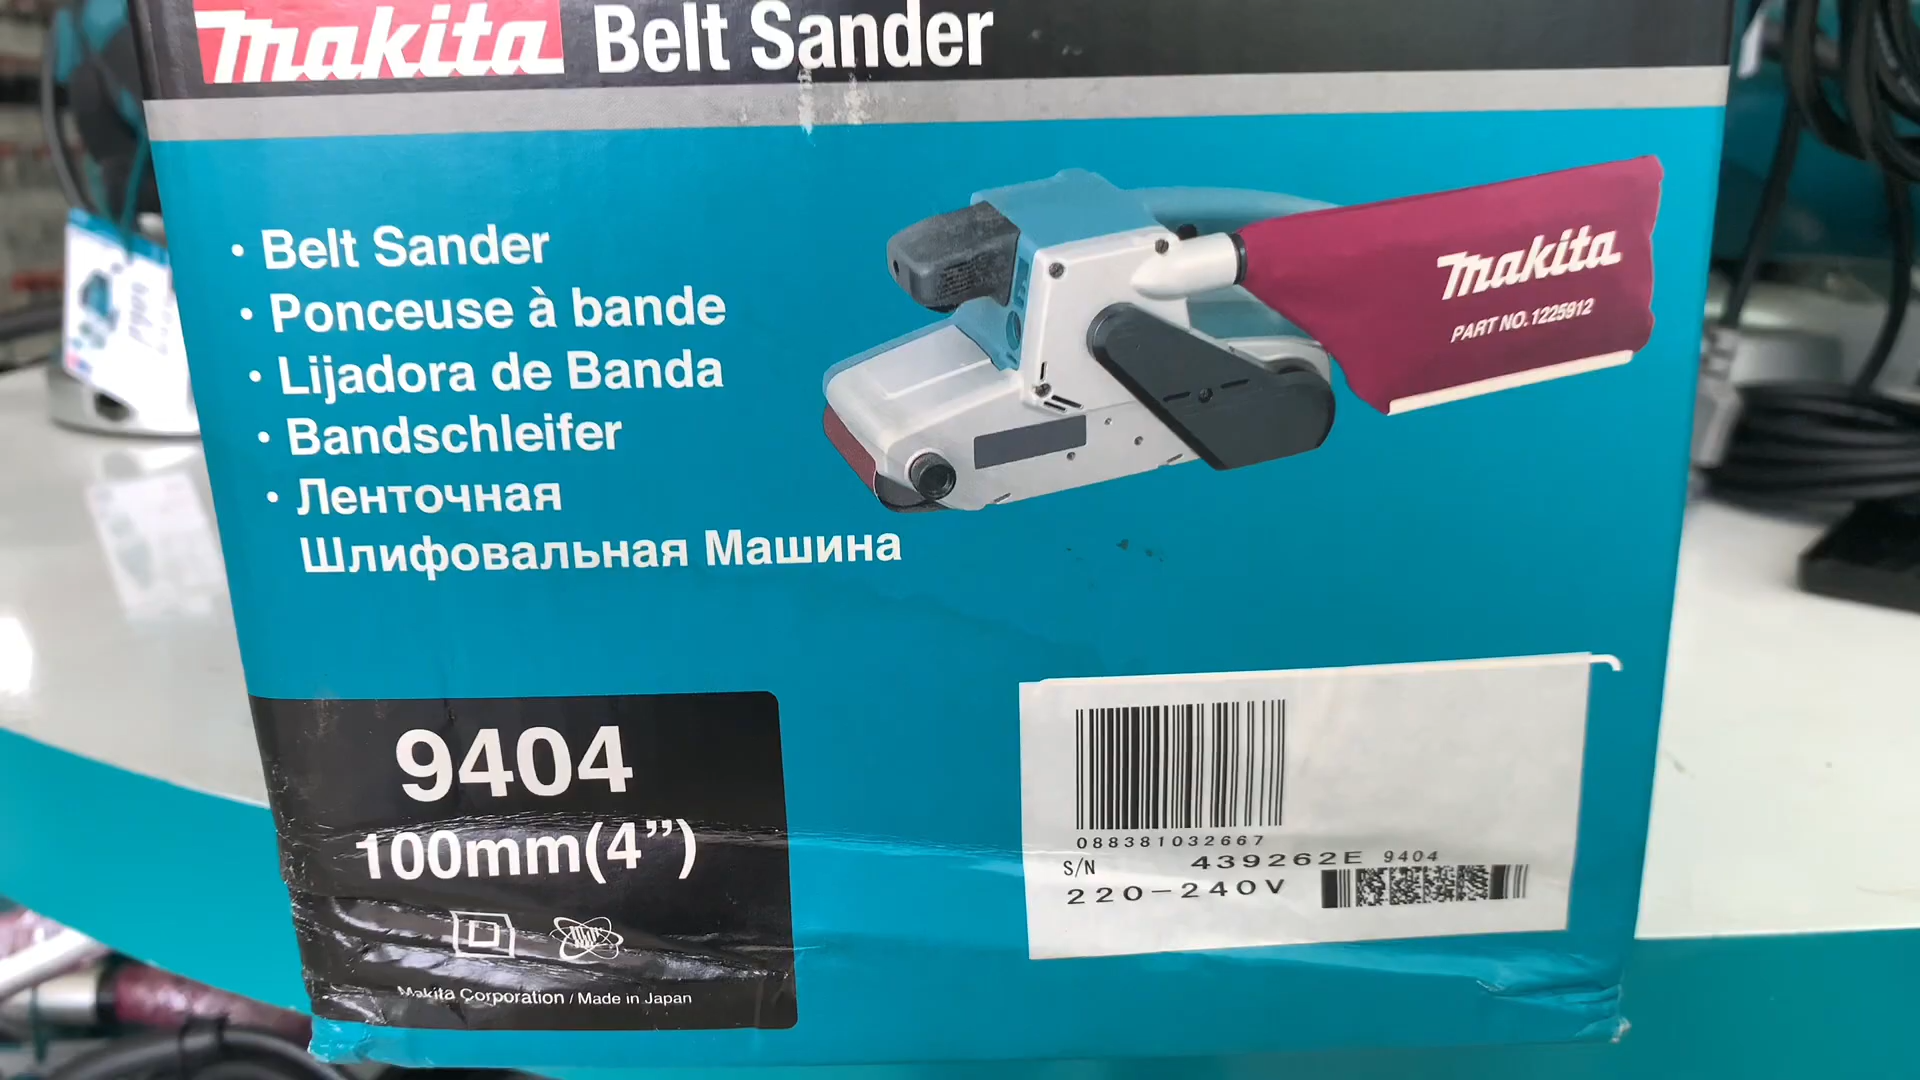 makita Belt Sander
• Belt Sander
• Ponceuse à bande
• Lijadora de Banda
• Bandschleifer
• Ленточная
Шлифовальная Машина
makita
PART NO. 1225912
9404
100mm(4”)
Makita Corporation / Made in Japan
088381032667
S/N 439262E 9404
220-240V